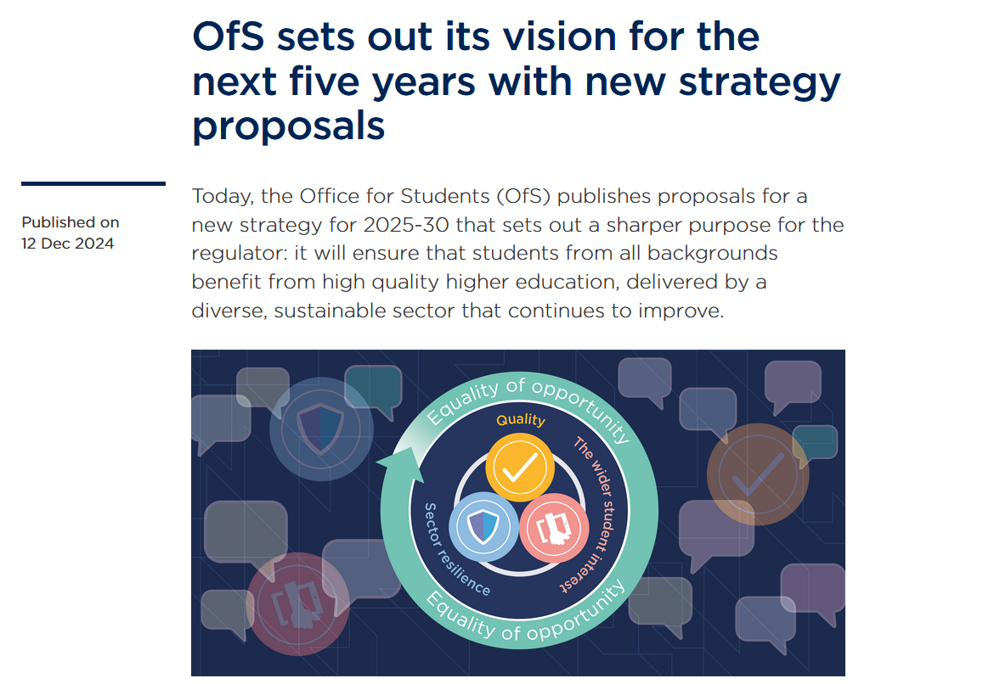 OfS sets out its vision for the
next five years with new strategy
proposals
Published on
12 Dec 2024
Today, the Office for Students (OfS) publishes proposals for a
new strategy for 2025-30 that sets out a sharper purpose for the
regulator: it will ensure that students from all backgrounds
benefit from high quality higher education, delivered by a
diverse, sustainable sector that continues to improve.
Equality of opportunity
Quality
The wider student interest
Sector resilience
Equality of opportunity